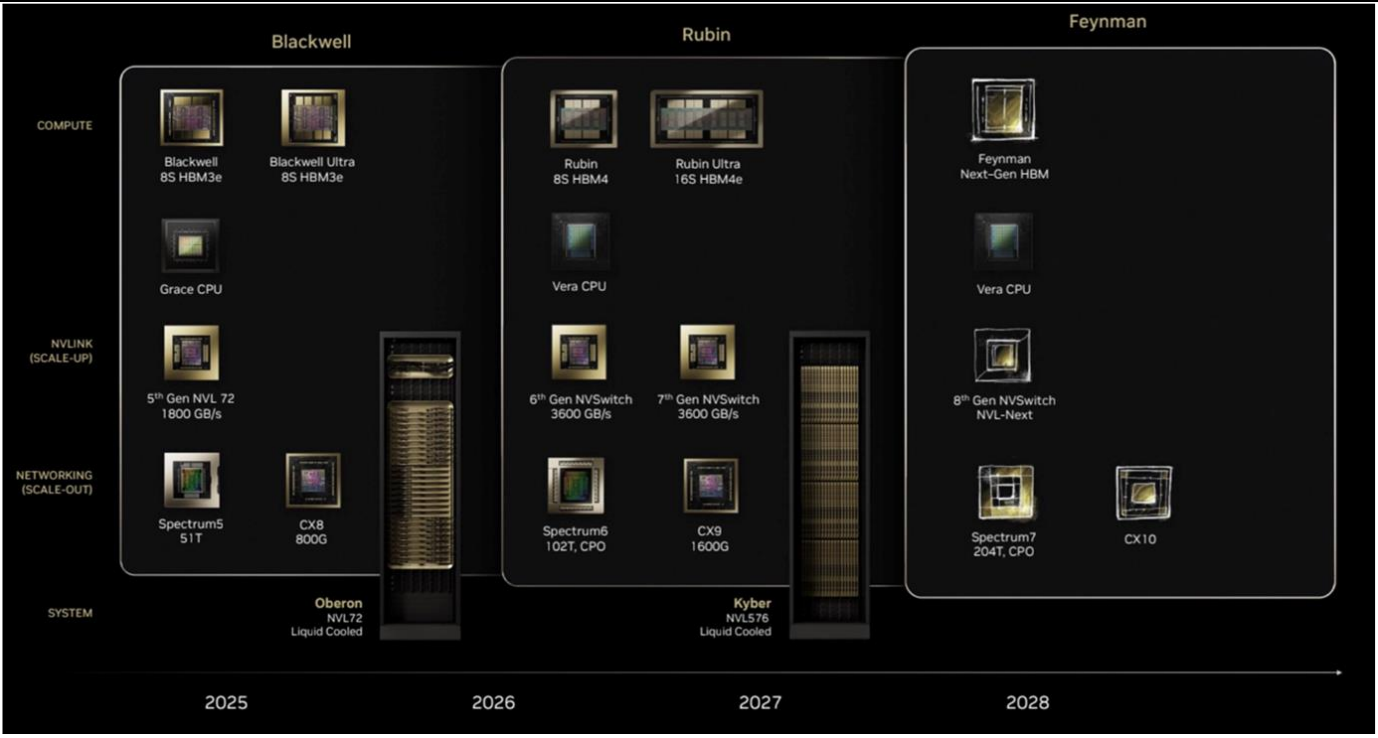 Blackwell
Rubin
Feynman
COMPUTE
Blackwell
8S HBM3e
Blackwell Ultra
8S HBM3e
Rubin
8S HBM4
Rubin Ultra
16S HBM4e
Feynman
Next-Gen HBM
Grace CPU
Vera CPU
Vera CPU
NVLINK
(SCALE-UP)
5th Gen NVL 72
1800 GB/s
6th Gen NVSwitch
3600 GB/s
7th Gen NVSwitch
3600 GB/s
8th Gen NVSwitch
NVL-Next
NETWORKING
(SCALE-OUT)
Spectrum5
51T
CX8
800G
Spectrum6
102T, CPO
CX9
1600G
Spectrum7
204T, CPO
CX10
SYSTEM
Oberon
NVL72
Liquid Cooled
Kyber
NVL576
Liquid Cooled
2025
2026
2027
2028